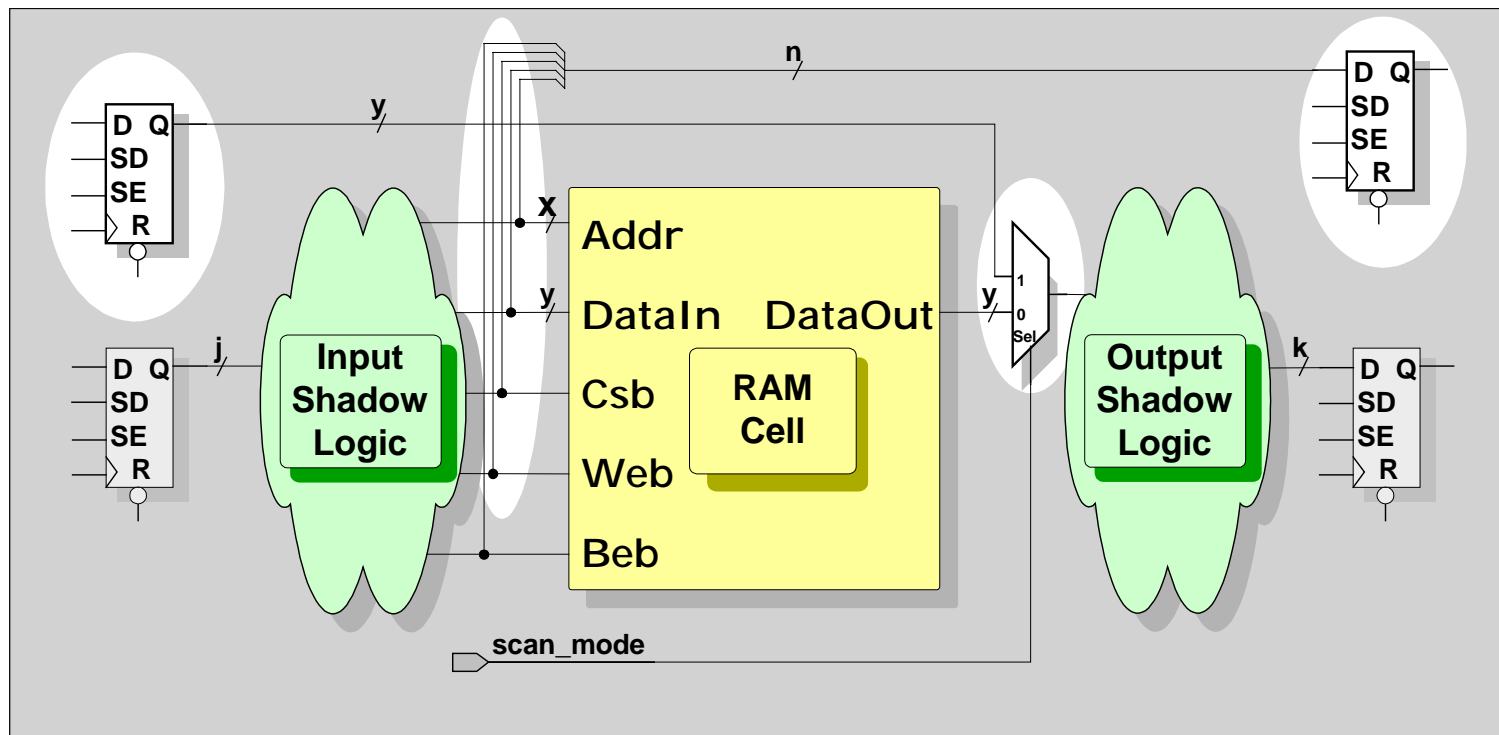 n
D Q
SD
SE
R
y
D Q
SD
SE
R
x
Addr
y
DataIn
DataOut
y
1
0
Sel
j
D Q
SD
SE
R
Input
Shadow
Logic
Csb
RAM
Cell
Web
Beb
Output
Shadow
Logic
k
D Q
SD
SE
R
scan_mode